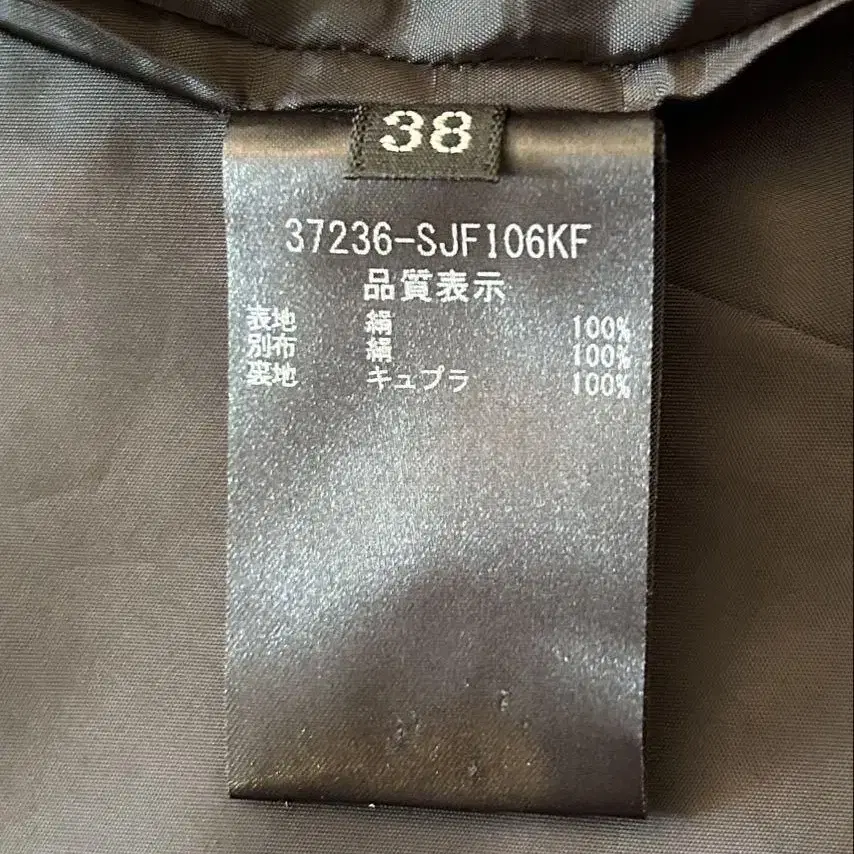 38
37236-SJF106KF
品質表示
表地 絹 100%
別布 絹 100%
裏地 キュプラ 100%